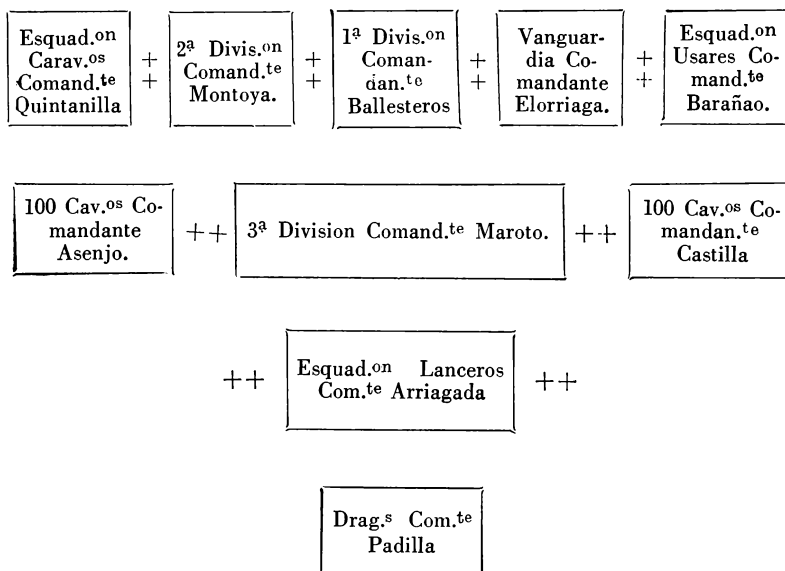 Esquad.on
Carav.os
Comand.te
Quintanilla
+
+
2ª Divis.on
Comand.te
Montoya.
+
+
1ª Divis.on
Coman-
dan.te
Ballesteros
+
+
Vanguar-
dia Co-
mandante
Elorriaga.
+
+
Esquad.on
Usares Co-
mand.te
Barañao.
100 Cav.os Co-
mandante
Asenjo.
++
3ª Division Comand.te Maroto.
++
100 Cav.os Co-
mandan.te
Castilla
++
Esquad.on Lanceros
Com.te Arriagada
++
Drag.s Com.te
Padilla